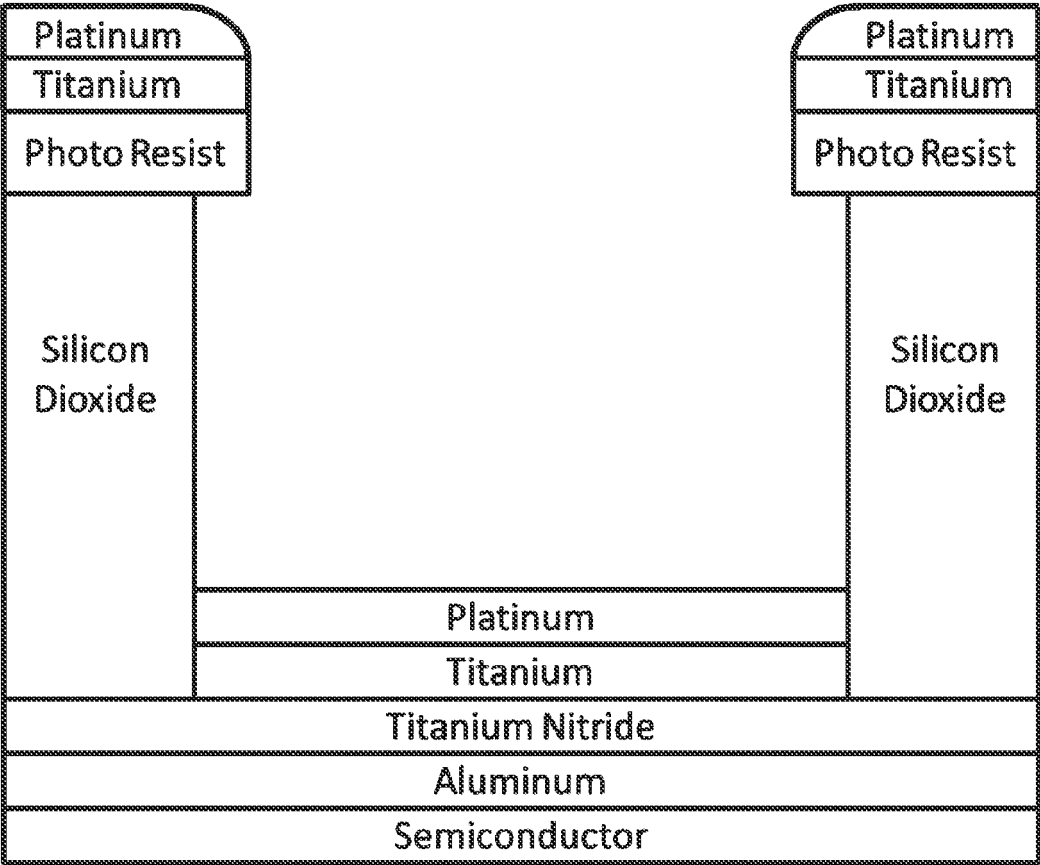 Platinum
Platinum
Titanium
Titanium
Photo Resist
Photo Resist
Silicon
Dioxide
Silicon
Dioxide
Platinum
Titanium
Titanium Nitride
Aluminum
Semiconductor